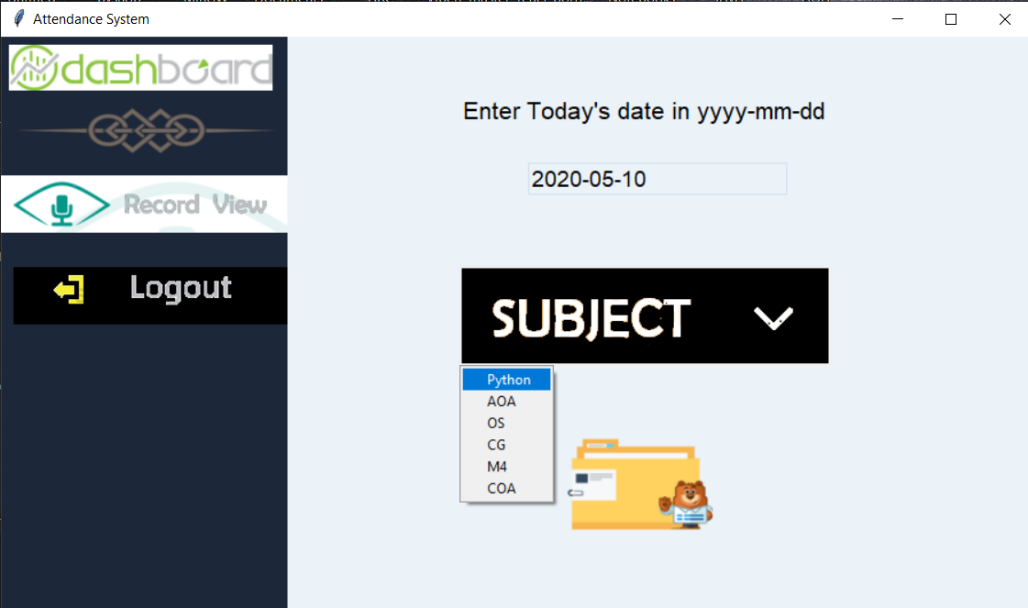 Attendance System
dashboard
Record View
Logout
Enter Today's date in yyyy-mm-dd
2020-05-10
SUBJECT
Python
AOA
OS
CG
M4
COA